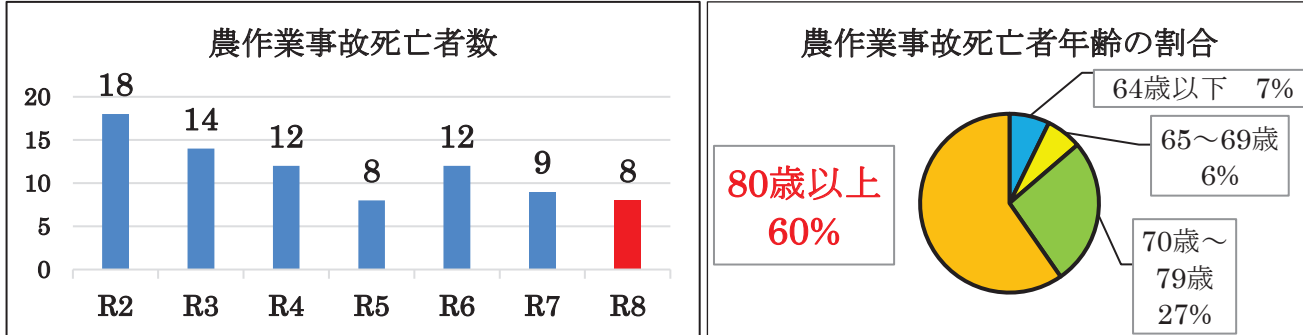 農作業事故死亡者数
20
15
10
5
0
18
14
12
8
12
9
8
R2
R3
R4
R5
R6
R7
R8
農作業事故死亡者年齢の割合
64歳以下 7%
65～69歳
6%
70歳～
79歳
27%
80歳以上
60%